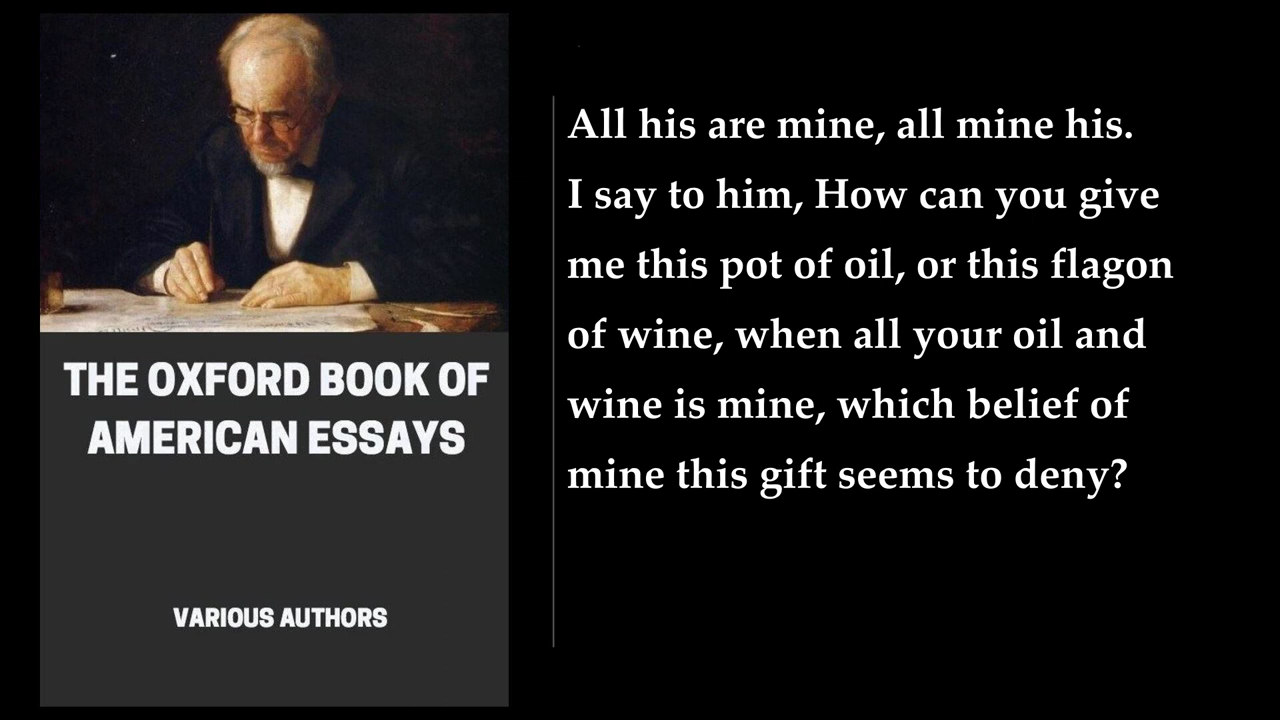 THE OXFORD BOOK OF
AMERICAN ESSAYS
VARIOUS AUTHORS
All his are mine, all mine his.
I say to him, How can you give
me this pot of oil, or this flagon
of wine, when all your oil and
wine is mine, which belief of
mine this gift seems to deny?